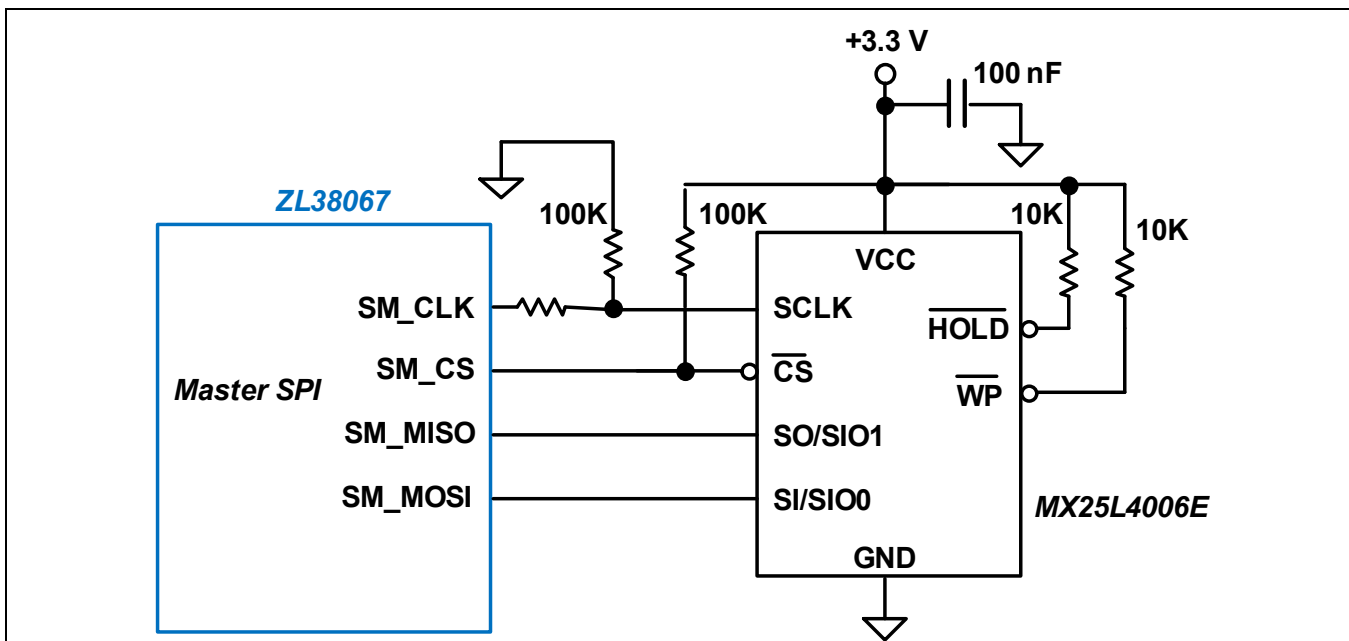 +3.3 V
100 nF
ZL38067
100K
100K
10K
10K
VCC
SM_CLK
SCLK
HOLD
SM_CS
CS
WP
Master SPI
SM_MISO
SO/SIO1
SM_MOSI
SI/SIO0
MX25L4006E
GND